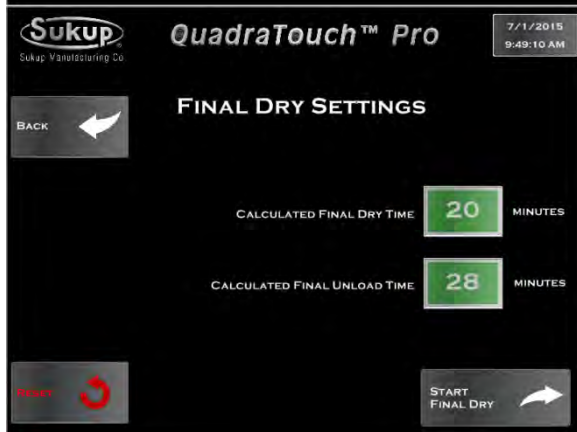 Sukup
Sukup Manufacturing Co
QuadraTouch™ Pro
7/1/2015
9:49:10 AM
BACK
FINAL DRY SETTINGS
CALCULATED FINAL DRY TIME 20 MINUTES
CALCULATED FINAL UNLOAD TIME 28 MINUTES
RESET
START
FINAL DRY